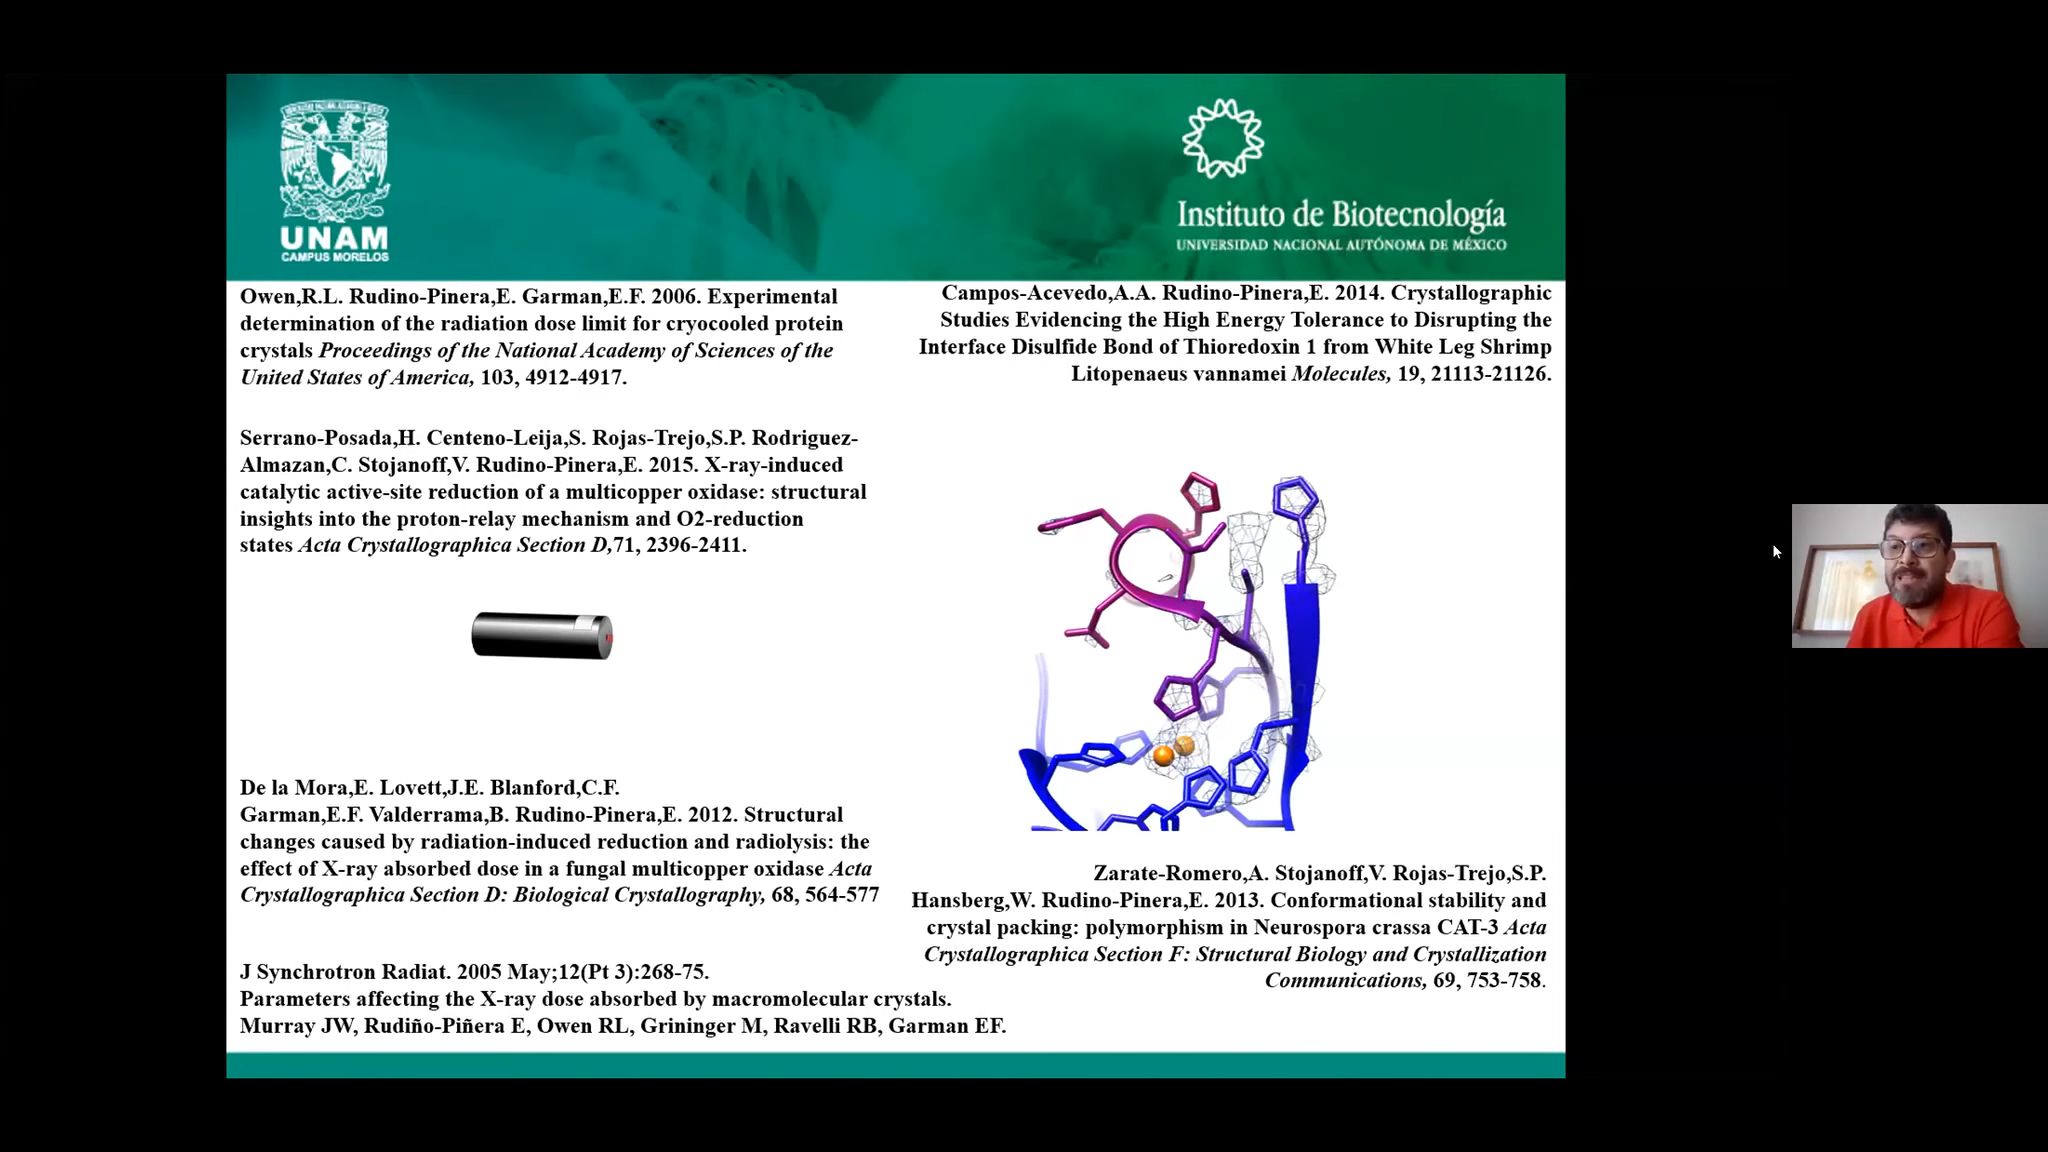 UNAM
CAMPUS MORELOS
Instituto de Biotecnología
UNIVERSIDAD NACIONAL AUTÓNOMA DE MÉXICO
Owen,R.L. Rudino-Pinera,E. Garman,E.F. 2006. Experimental
determination of the radiation dose limit for cryocooled protein
crystals Proceedings of the National Academy of Sciences of the
United States of America, 103, 4912-4917.
Serrano-Posada,H. Centeno-Leija,S. Rojas-Trejo,S.P. Rodriguez-
Almazan,C. Stojanoff,V. Rudino-Pinera,E. 2015. X-ray-induced
catalytic active-site reduction of a multicopper oxidase: structural
insights into the proton-relay mechanism and O2-reduction
states Acta Crystallographica Section D,71, 2396-2411.
De la Mora,E. Lovett,J.E. Blanford,C.F.
Garman,E.F. Valderrama,B. Rudino-Pinera,E. 2012. Structural
changes caused by radiation-induced reduction and radiolysis: the
effect of X-ray absorbed dose in a fungal multicopper oxidase Acta
Crystallographica Section D: Biological Crystallography, 68, 564-577
J Synchrotron Radiat. 2005 May;12(Pt 3):268-75.
Parameters affecting the X-ray dose absorbed by macromolecular crystals.
Murray JW, Rudiño-Piñera E, Owen RL, Grininger M, Ravelli RB, Garman EF.
Campos-Acevedo,A.A. Rudino-Pinera,E. 2014. Crystallographic
Studies Evidencing the High Energy Tolerance to Disrupting the
Interface Disulfide Bond of Thioredoxin 1 from White Leg Shrimp
Litopenaeus vannamei Molecules, 19, 21113-21126.
Zarate-Romero,A. Stojanoff,V. Rojas-Trejo,S.P.
Hansberg,W. Rudino-Pinera,E. 2013. Conformational stability and
crystal packing: polymorphism in Neurospora crassa CAT-3 Acta
Crystallographica Section F: Structural Biology and Crystallization
Communications, 69, 753-758.